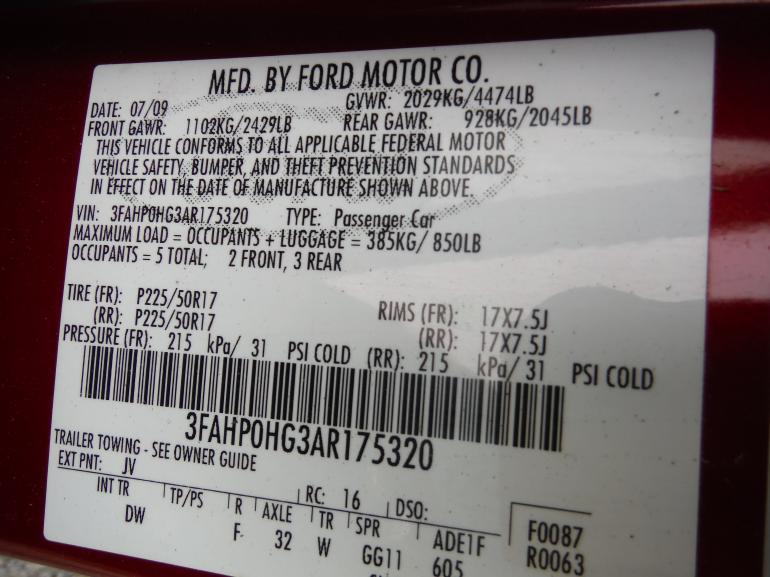 MFD. BY FORD MOTOR CO.
DATE: 07/09 GVWR: 2029KG/4474LB
FRONT GAWR: 1102KG/2429LB REAR GAWR: 928KG/2045LB
THIS VEHICLE CONFORMS TO ALL APPLICABLE FEDERAL MOTOR
VEHICLE SAFETY, BUMPER, AND THEFT PREVENTION STANDARDS
IN EFFECT ON THE DATE OF MANUFACTURE SHOWN ABOVE.
VIN: 3FAHP0HG3AR175320 TYPE: Passenger Car
MAXIMUM LOAD = OCCUPANTS + LUGGAGE = 385KG/ 850LB
OCCUPANTS = 5 TOTAL; 2 FRONT, 3 REAR
TIRE (FR): P225/50R17 RIMS (FR): 17X7.5J
(RR): P225/50R17 (RR): 17X7.5J
PRESSURE (FR): 215 kPa/ 31 PSI COLD (RR): 215 kPa/ 31 PSI COLD
3FAHP0HG3AR175320
TRAILER TOWING - SEE OWNER GUIDE
EXT PNT: JV RC: 16 DSO: F0087
INT TR TP/PS R AXLE TR SPR ADE1F R0063
DW F 32 W GG11 605